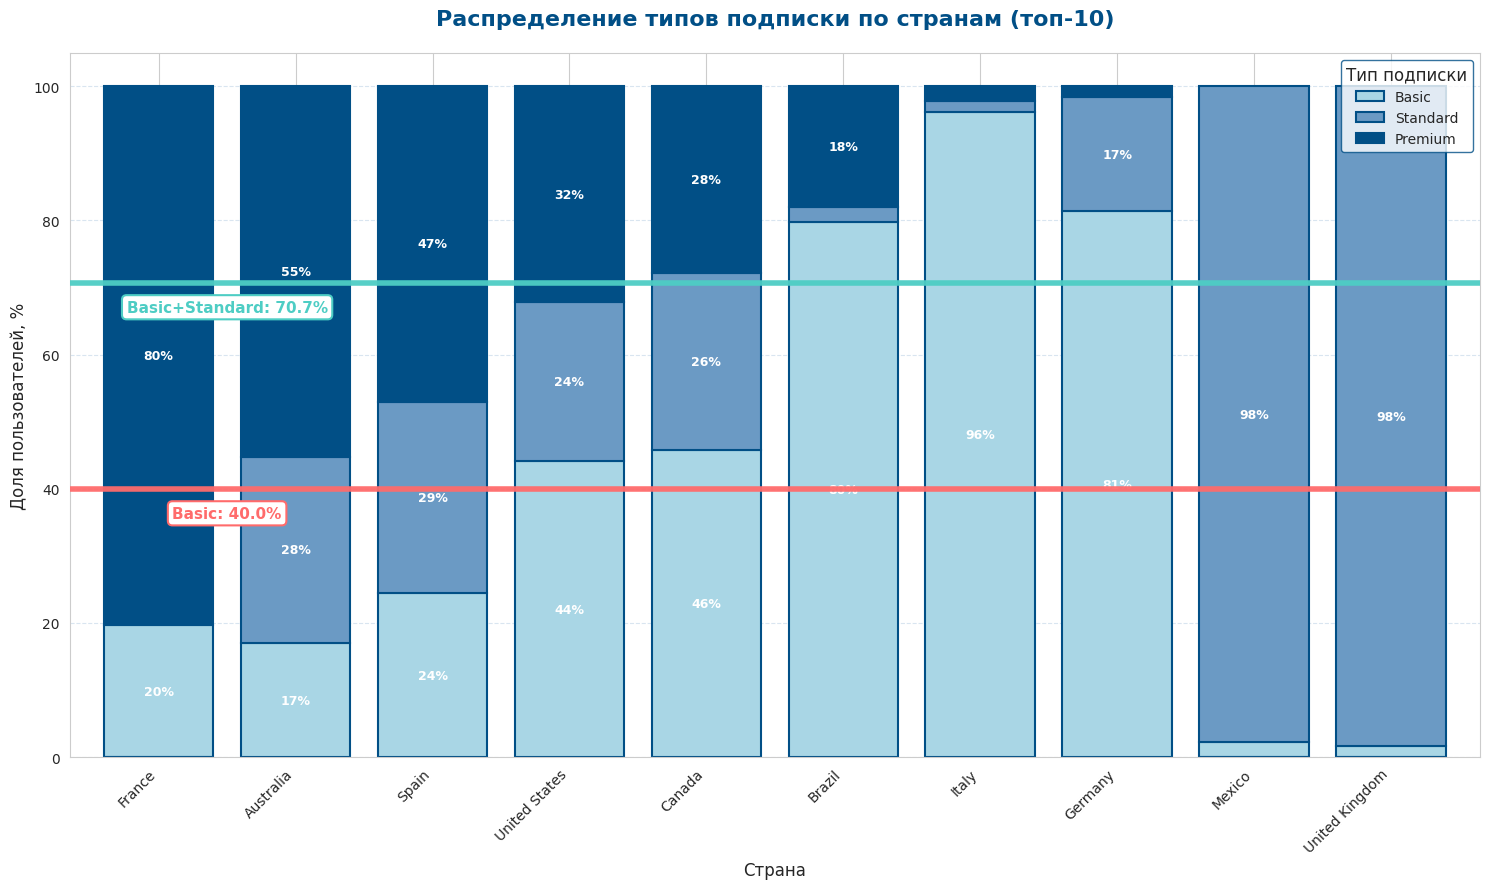 Распределение типов подписки по странам (топ-10)
Тип подписки
Basic
Standard
Premium
Доля пользователей, %
100
80
60
40
20
0
80%
20%
55%
28%
17%
47%
29%
24%
32%
24%
44%
28%
26%
46%
18%
80%
96%
17%
81%
98%
98%
Basic+Standard: 70.7%
Basic: 40.0%
France
Australia
Spain
United States
Canada
Brazil
Italy
Germany
Mexico
United Kingdom
Страна